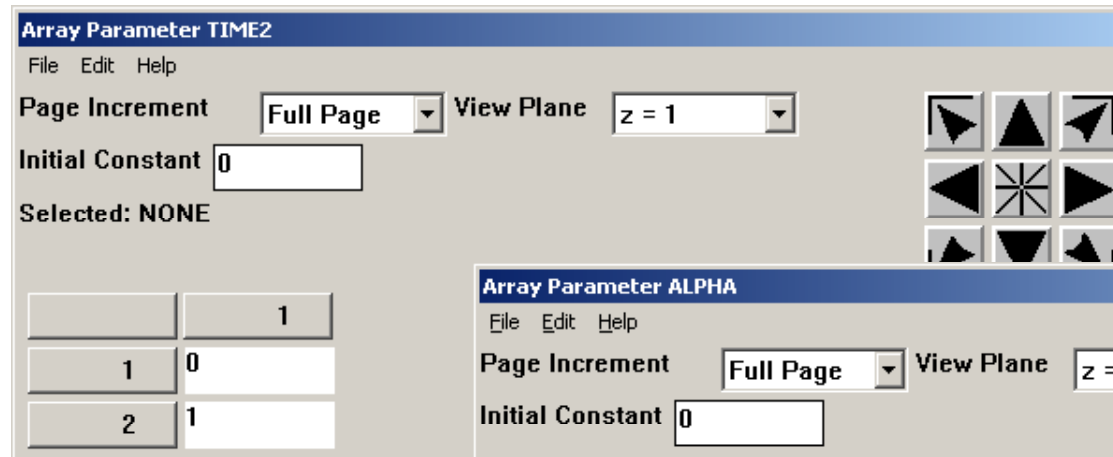 Array Parameter TIME2
File Edit Help
Page Increment Full Page View Plane z = 1
Initial Constant 0
Selected: NONE
1
1 0
2 1
Array Parameter ALPHA
File Edit Help
Page Increment Full Page View Plane z =
Initial Constant 0